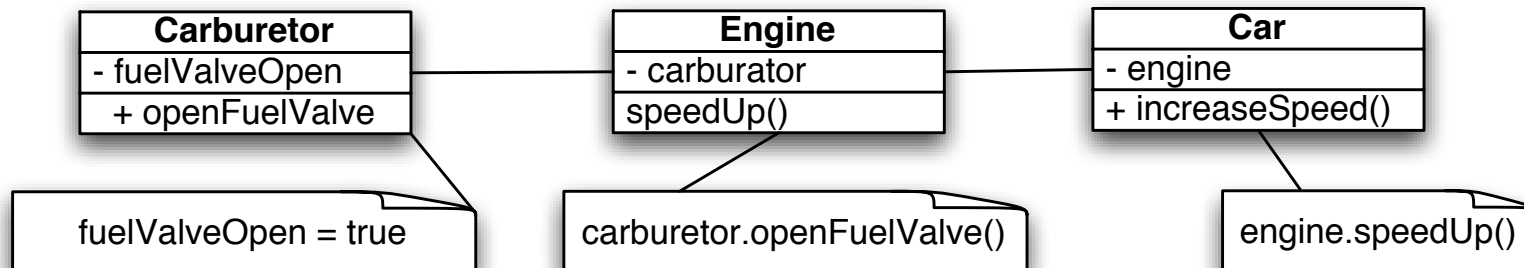 Carburetor
- fuelValveOpen
+ openFuelValve
fuelValveOpen = true
Engine
- carburator
speedUp()
carburetor.openFuelValve()
Car
- engine
+ increaseSpeed()
engine.speedUp()